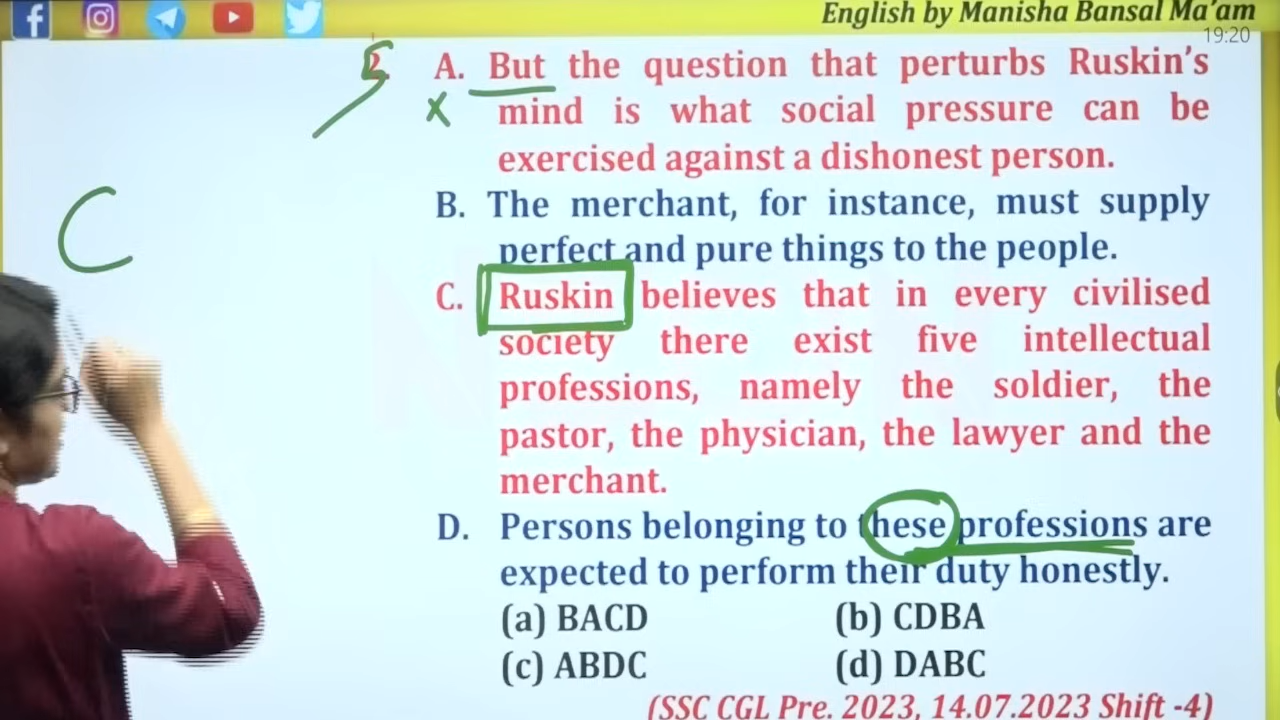 English by Manisha Bansal Ma'am
19:20
5
A. But the question that perturbs Ruskin's
x mind is what social pressure can be
exercised against a dishonest person.
C
B. The merchant, for instance, must supply
perfect and pure things to the people.
C. Ruskin believes that in every civilised
society there exist five intellectual
professions, namely the soldier, the
pastor, the physician, the lawyer and the
merchant.
D. Persons belonging to these professions are
expected to perform their duty honestly.
(a) BACD (b) CDBA
(c) ABDC (d) DABC
(SSC CGL Pre. 2023, 14.07.2023 Shift -4)